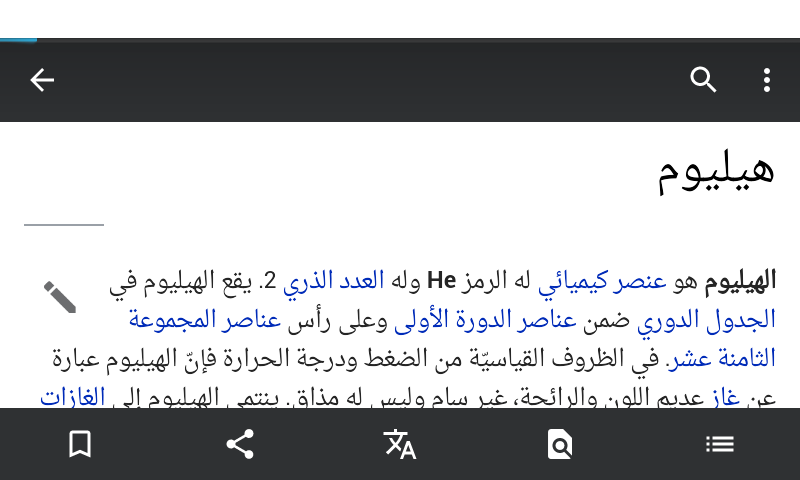 هيليوم
الهيليوم هو عنصر كيميائي له الرمز He وله العدد الذري 2. يقع الهيليوم في
الجدول الدوري ضمن عناصر الدورة الأولى وعلى رأس عناصر المجموعة
الثامنة عشر. في الظروف القياسيّة من الضغط ودرجة الحرارة فإنّ الهيليوم عبارة
عن غاز عديم اللون والرائحة، غير سام وليس له مذاق. ينتمي الهيليوم إلى الغازات